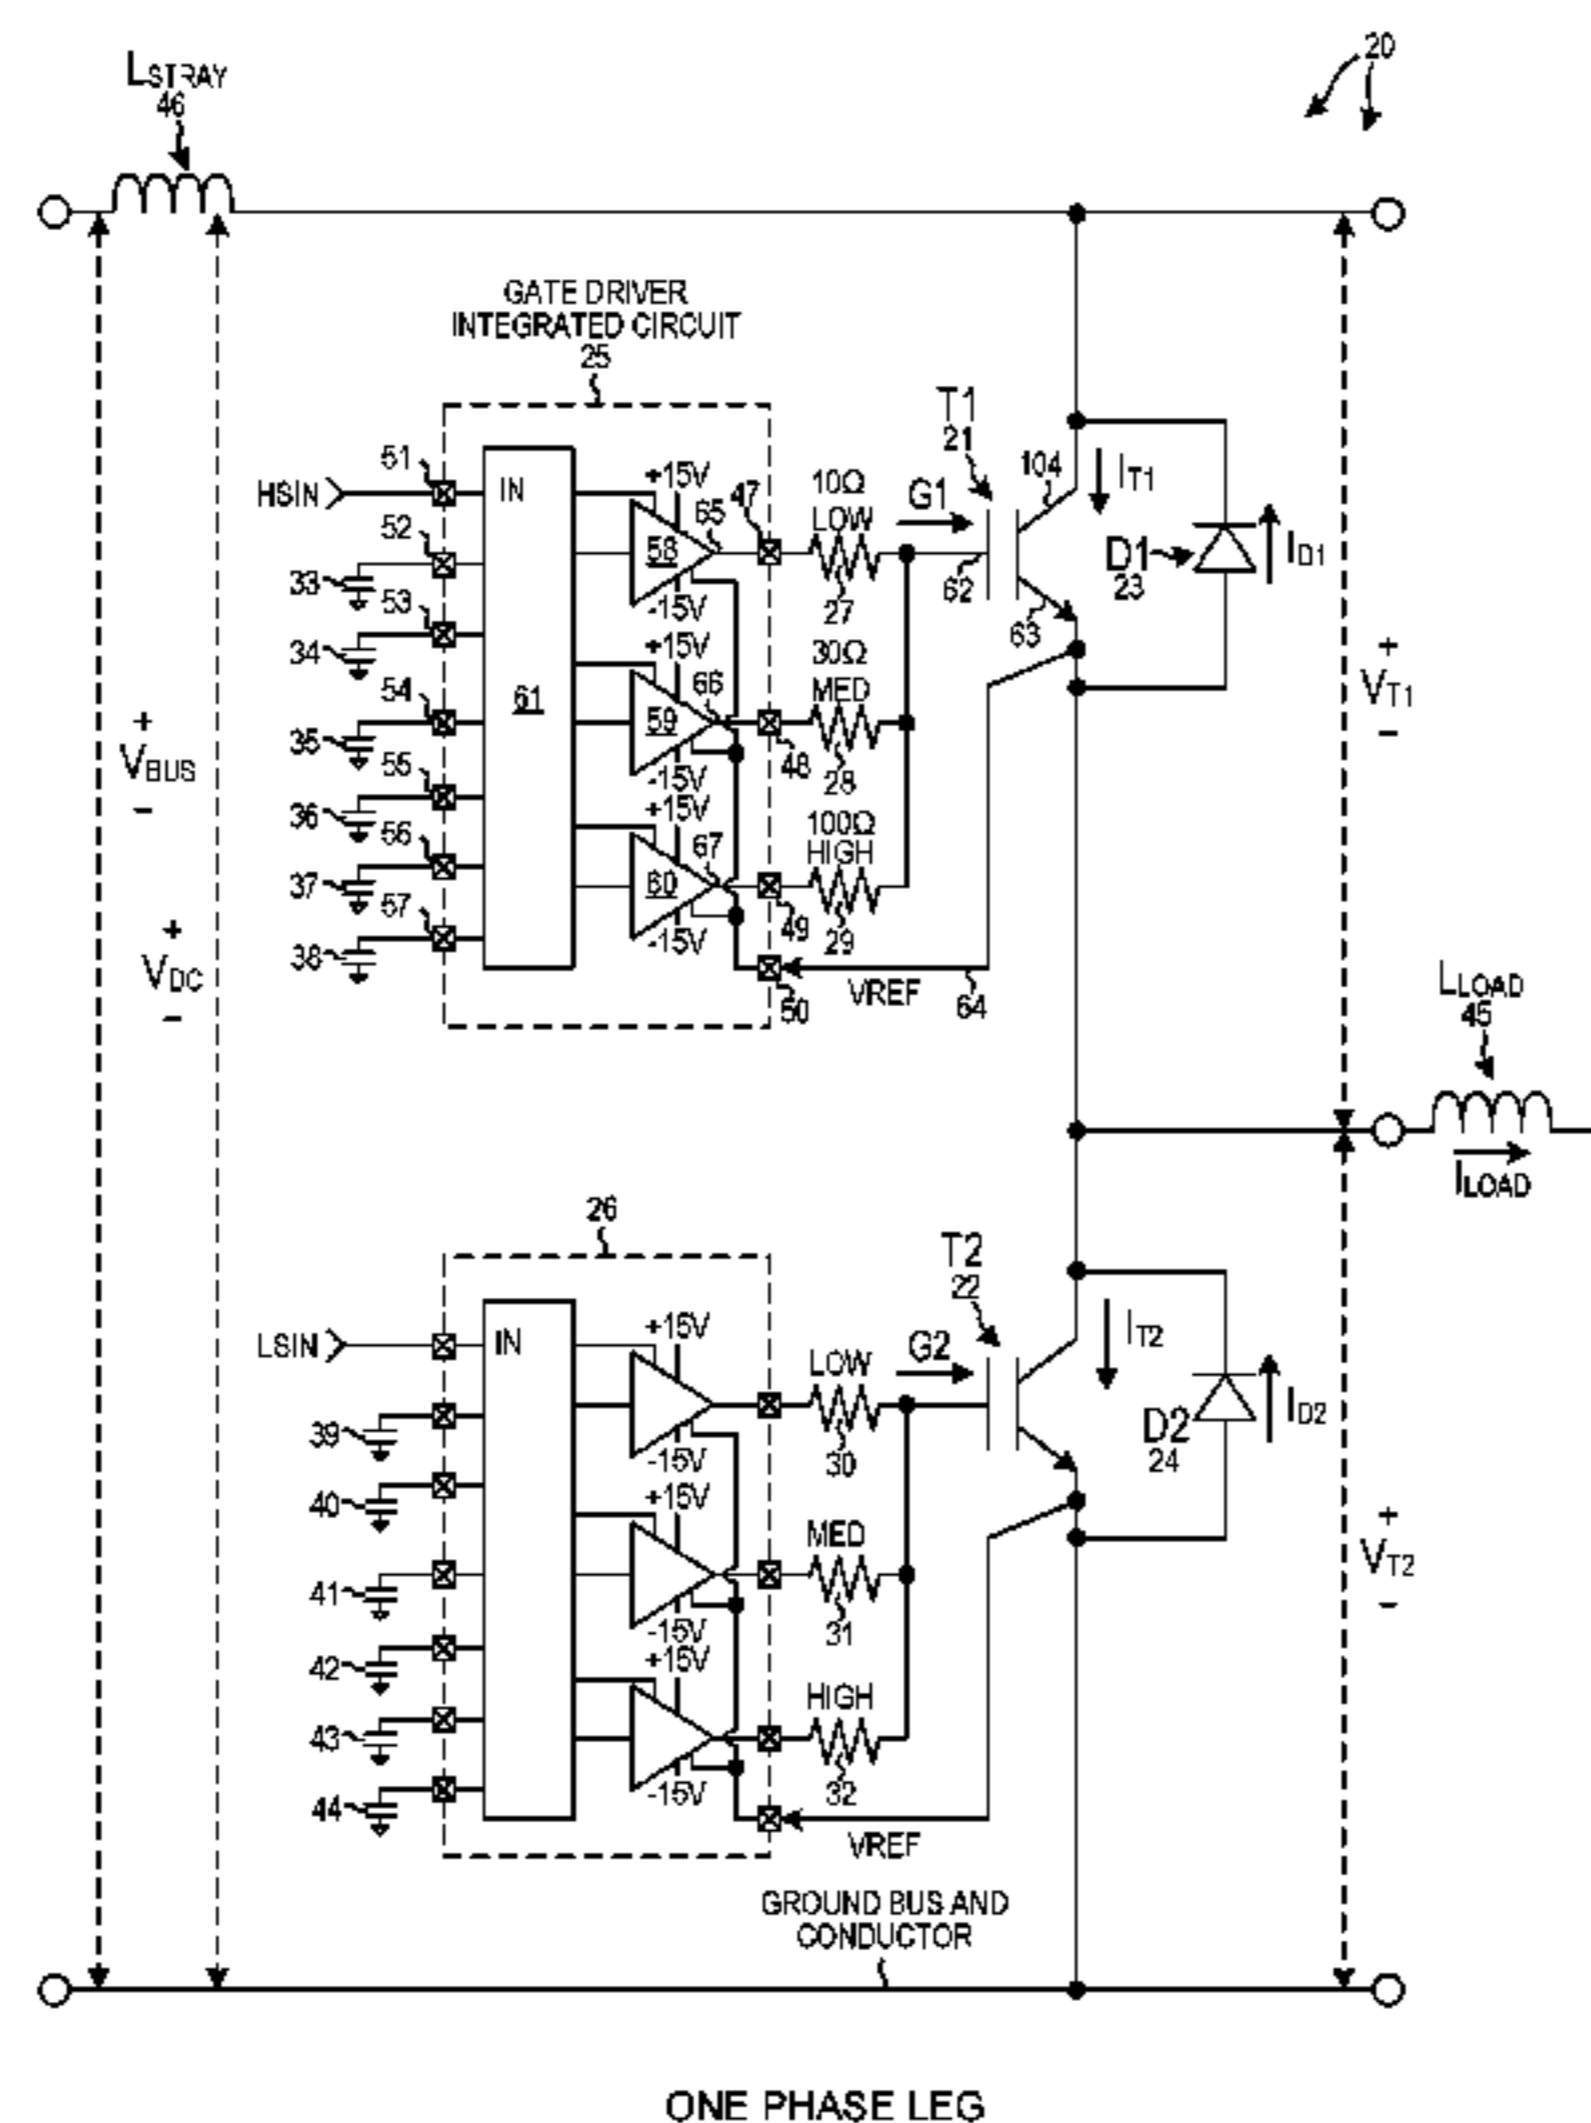 20
LSTRAY
46
GATE DRIVER
INTEGRATED CIRCUIT
25
HSIN
51
52
53
54
55
56
57
33
34
35
36
37
38
IN
61
+15V
58
-15V
65
47
+15V
59
-15V
66
48
+15V
60
-15V
67
49
50
10Ω
LOW
27
30Ω
MED
28
100Ω
HIGH
29
VREF
64
G1
62
T1
21
104
63
IT1
D1
23
ID1
+
VT1
-
+
VBUS
-
+
VDC
-
LLOAD
45
ILOAD
26
LSIN
IN
39
40
41
42
43
44
+15V
-15V
+15V
-15V
+15V
-15V
LOW
30
MED
31
HIGH
32
VREF
G2
T2
22
IT2
D2
24
ID2
+
VT2
-
GROUND BUS AND
CONDUCTOR
ONE PHASE LEG